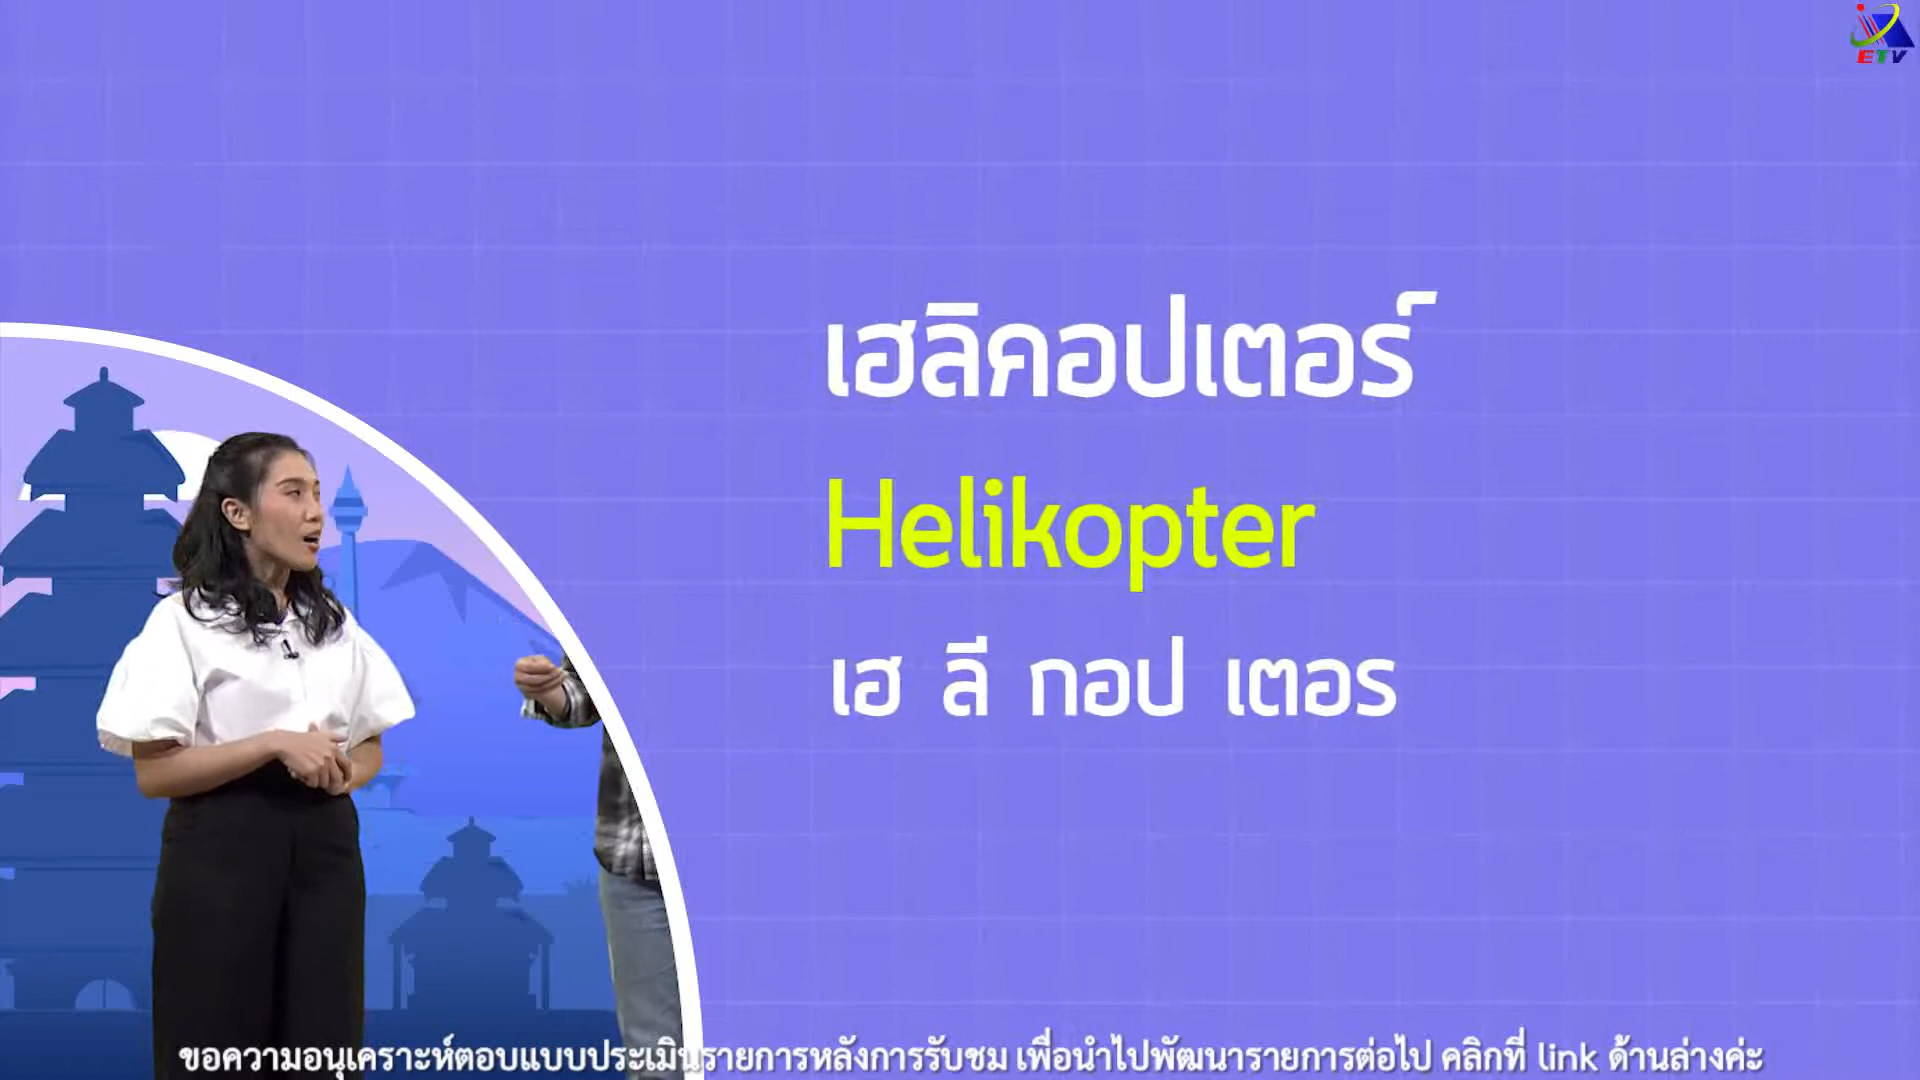 ETV
เฮลิคอปเตอร์
Helikopter
เฮ ลี กอป เตอร
ขอความอนุเคราะห์ตอบแบบประเมินรายการหลังการรับชม เพื่อนำไปพัฒนารายการต่อไป คลิกที่ link ด้านล่างค่ะ